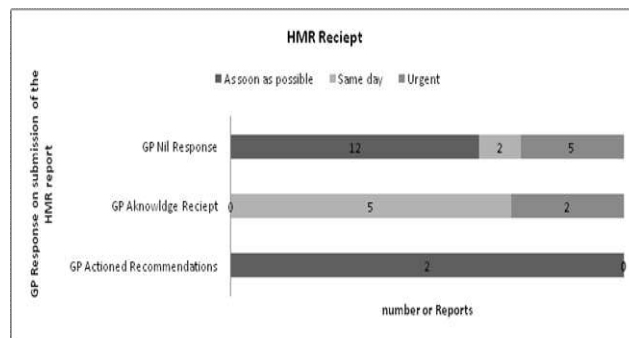 HMR Reciept
As soon as possible Same day Urgent
GP Response on submission of the
HMR report
GP Nil Response
12 2 5
GP Aknowldge Reciept
0 5 2
GP Actioned Recommendations
2 0
number or Reports